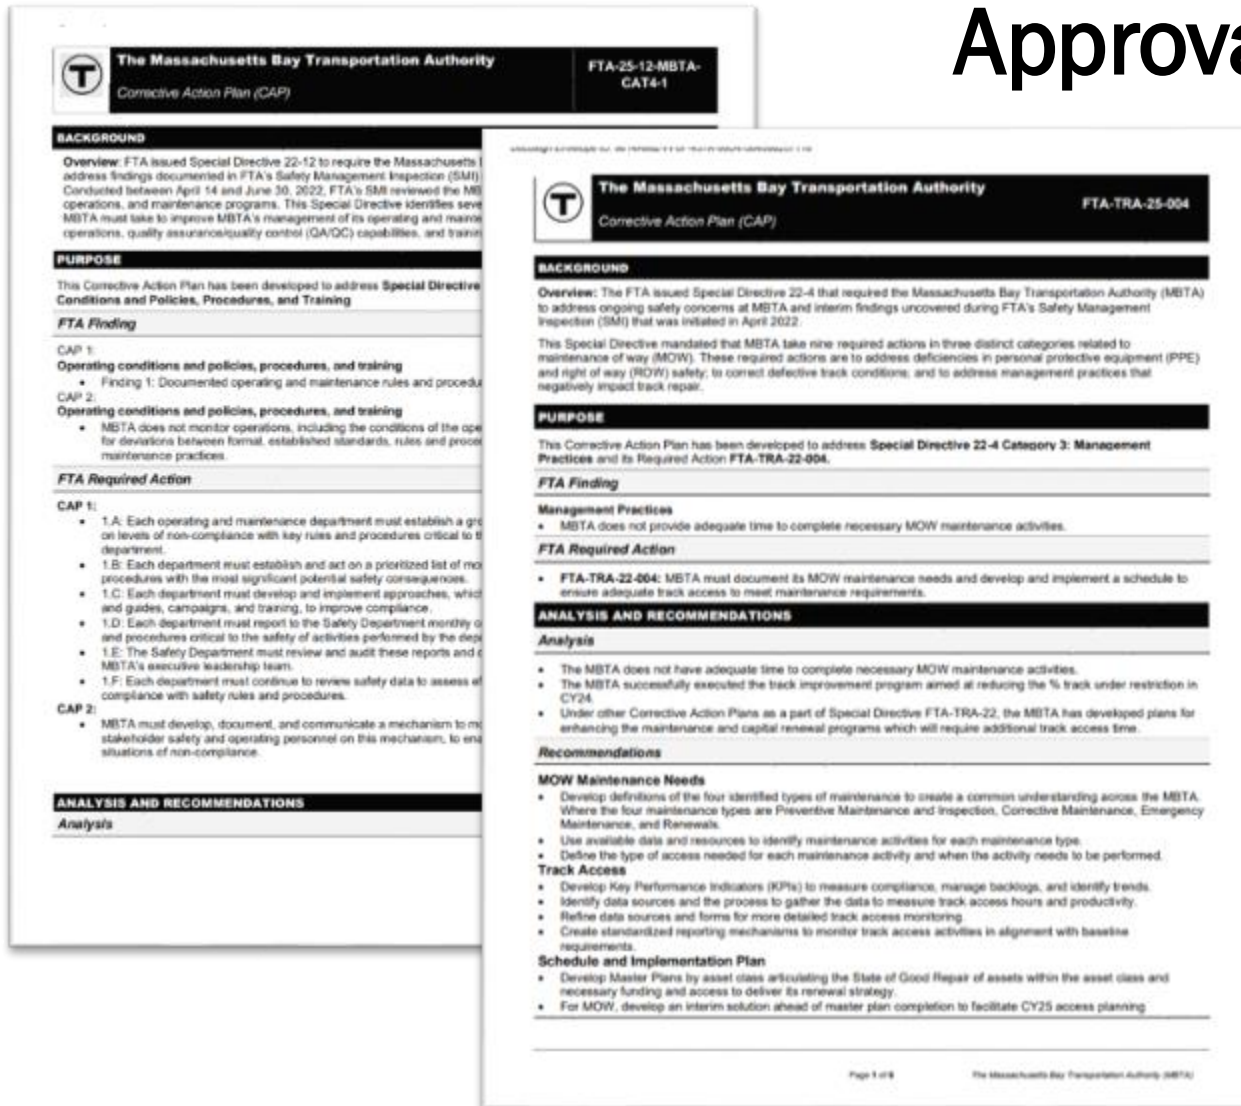 Approva
The Massachusetts Bay Transportation Authority
Corrective Action Plan (CAP)
FTA-25-12-MBTA-
CAT4-1
BACKGROUND
Overview: FTA issued Special Directive 22-12 to require the Massachusetts
address findings documented in FTA's Safety Management Inspection (SMI)
Conducted between April 14 and June 30, 2022, FTA's SMI reviewed the MB
operations, and maintenance programs. This Special Directive identifies seve
MBTA must take to improve MBTA's management of its operating and mainte
operations, quality assurance/quality control (QA/QC) capabilities, and trainin
PURPOSE
This Corrective Action Plan has been developed to address Special Directive
Conditions and Policies, Procedures, and Training
FTA Finding
CAP 1:
Operating conditions and policies, procedures, and training
• Finding 1: Documented operating and maintenance rules and procedu
CAP 2:
Operating conditions and policies, procedures, and training
• MBTA does not monitor operations, including the conditions of the ope
for deviations between formal, established standards, rules and proce
maintenance practices.
FTA Required Action
CAP 1:
• 1.A: Each operating and maintenance department must establish a gro
on levels of non-compliance with key rules and procedures critical to t
department.
• 1.B: Each department must establish and act on a prioritized list of mo
procedures with the most significant potential safety consequences.
• 1.C: Each department must develop and implement approaches, whic
and guides, campaigns, and training, to improve compliance.
• 1.D: Each department must report to the Safety Department monthly o
and procedures critical to the safety of activities performed by the dep
• 1.E: The Safety Department must review and audit these reports and c
MBTA's executive leadership team.
• 1.F: Each department must continue to review safety data to assess ef
compliance with safety rules and procedures.
CAP 2:
• MBTA must develop, document, and communicate a mechanism to mo
stakeholder safety and operating personnel on this mechanism, to ena
situations of non-compliance.
ANALYSIS AND RECOMMENDATIONS
Analysis
The Massachusetts Bay Transportation Authority
Corrective Action Plan (CAP)
FTA-TRA-25-004
BACKGROUND
Overview: The FTA issued Special Directive 22-4 that required the Massachusetts Bay Transportation Authority (MBTA)
to address ongoing safety concerns at MBTA and interim findings uncovered during FTA's Safety Management
Inspection (SMI) that was initiated in April 2022.
This Special Directive mandated that MBTA take nine required actions in three distinct categories related to
maintenance of way (MOW). These required actions are to address deficiencies in personal protective equipment (PPE)
and right of way (ROW) safety; to correct defective track conditions; and to address management practices that
negatively impact track repair.
PURPOSE
This Corrective Action Plan has been developed to address Special Directive 22-4 Category 3: Management
Practices and its Required Action FTA-TRA-22-004.
FTA Finding
Management Practices
• MBTA does not provide adequate time to complete necessary MOW maintenance activities.
FTA Required Action
• FTA-TRA-22-004: MBTA must document its MOW maintenance needs and develop and implement a schedule to
ensure adequate track access to meet maintenance requirements.
ANALYSIS AND RECOMMENDATIONS
Analysis
• The MBTA does not have adequate time to complete necessary MOW maintenance activities.
• The MBTA successfully executed the track improvement program aimed at reducing the % track under restriction in
CY24.
• Under other Corrective Action Plans as a part of Special Directive FTA-TRA-22, the MBTA has developed plans for
enhancing the maintenance and capital renewal programs which will require additional track access time.
Recommendations
MOW Maintenance Needs
• Develop definitions of the four identified types of maintenance to create a common understanding across the MBTA.
Where the four maintenance types are Preventive Maintenance and Inspection, Corrective Maintenance, Emergency
Maintenance, and Renewals.
• Use available data and resources to identify maintenance activities for each maintenance type.
• Define the type of access needed for each maintenance activity and when the activity needs to be performed.
Track Access
• Develop Key Performance Indicators (KPIs) to measure compliance, manage backlogs, and identify trends.
• Identify data sources and the process to gather the data to measure track access hours and productivity.
• Refine data sources and forms for more detailed track access monitoring.
• Create standardized reporting mechanisms to monitor track access activities in alignment with baseline
requirements.
Schedule and Implementation Plan
• Develop Master Plans by asset class articulating the State of Good Repair of assets within the asset class and
necessary funding and access to deliver its renewal strategy.
• For MOW, develop an interim solution ahead of master plan completion to facilitate CY25 access planning
Page 1 of
The Massachusetts Bay Transportation Authority (MBTA)